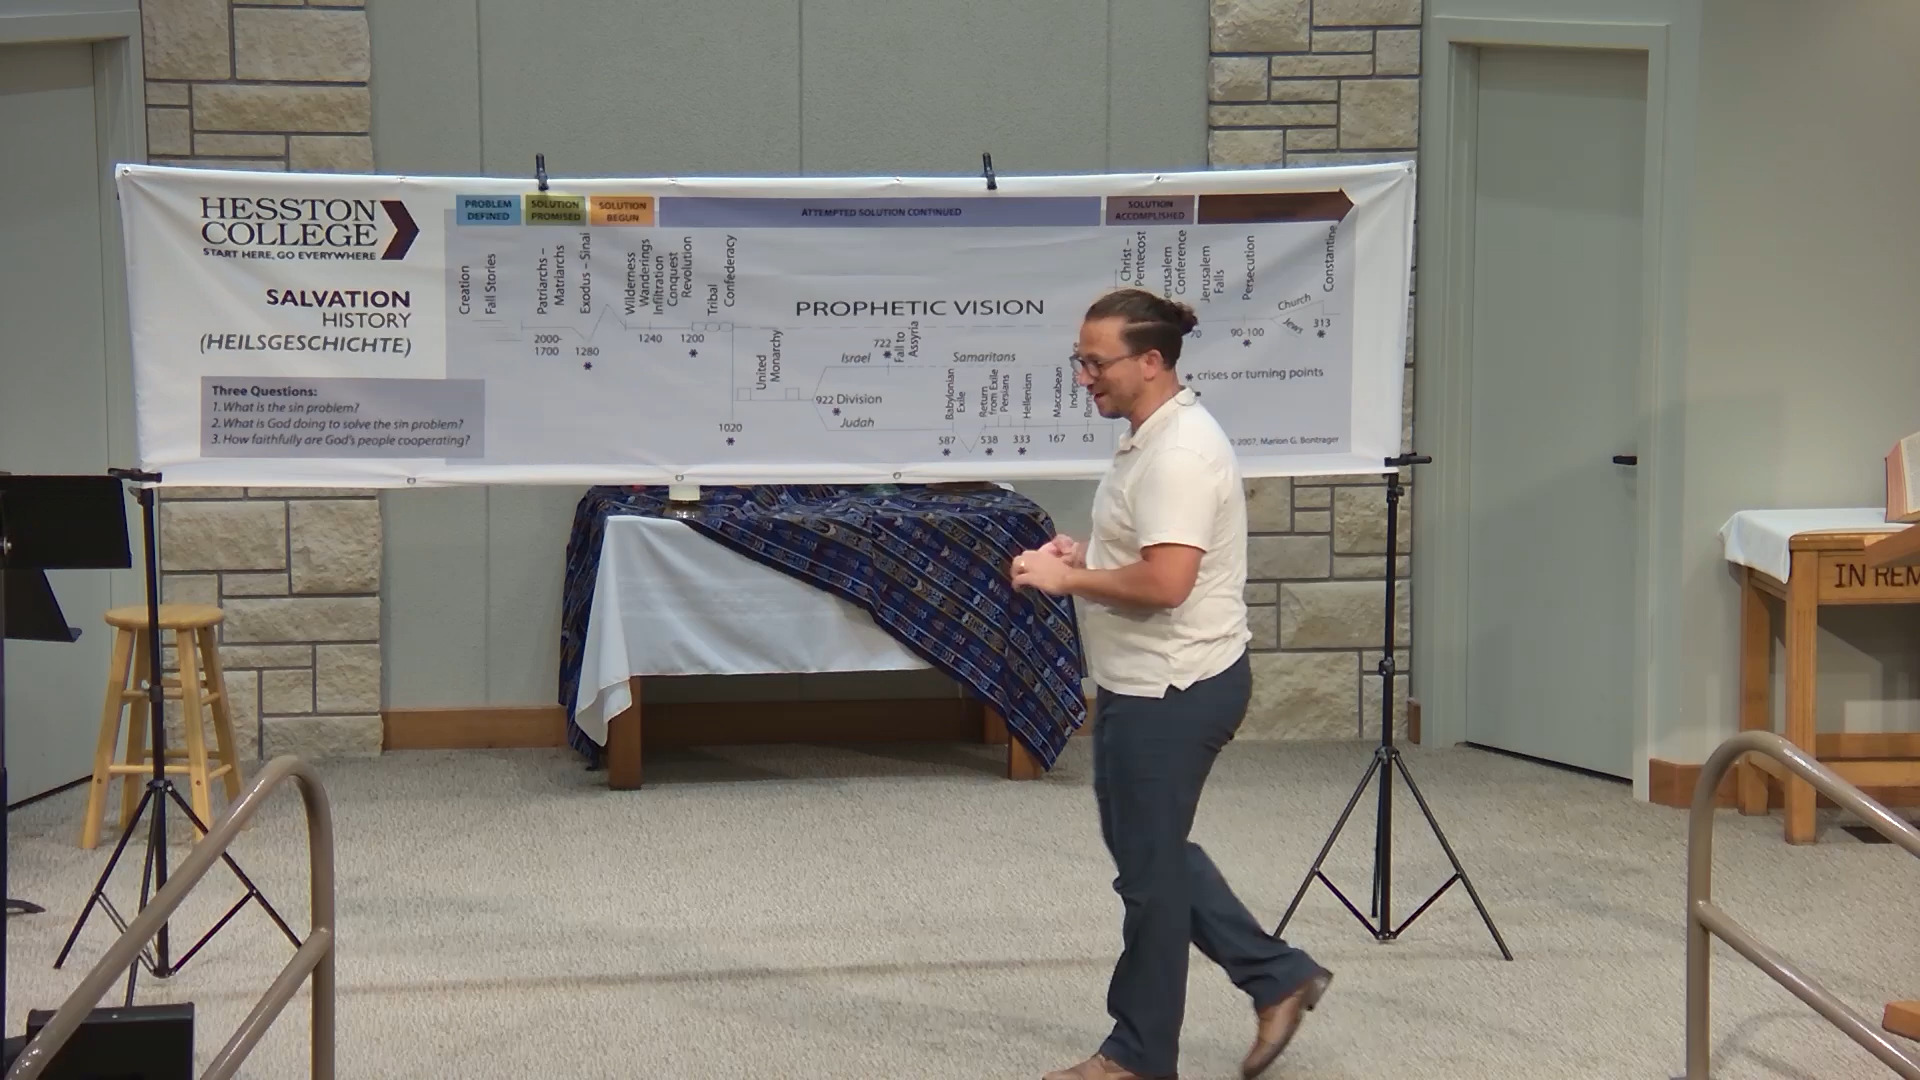 HESSTON
COLLEGE
START HERE, GO EVERYWHERE
SALVATION
HISTORY
(HEILSGESCHICHTE)
Three Questions:
1. What is the sin problem?
2. What is God doing to solve the sin problem?
3. How faithfully are God's people cooperating?
PROBLEM
DEFINED
SOLUTION
PROMISED
SOLUTION
BEGUN
ATTEMPTED SOLUTION CONTINUED
SOLUTION
ACCOMPLISHED
Creation
Fall Stories
Patriarchs –
Matriarchs
2000-
1700
Exodus – Sinai
1280
*
Wilderness
Wanderings
1240
Infiltration
Conquest
Revolution
1200
*
Tribal
Confederacy
1020
*
United
Monarchy
PROPHETIC VISION
922 Division
*
Israel
722
*
Fall to
Assyria
Samaritans
Judah
Babylonian
Exile
587
*
Return
from Exile
Persians
538
*
Hellenism
333
*
Maccabean
167
63
Christ –
Pentecost
Conference
Jerusalem
Falls
70
Persecution
90-100
*
Church
Jews
Constantine
313
*
* crises or turning points
© 2007, Marion G. Bontrager
IN REM